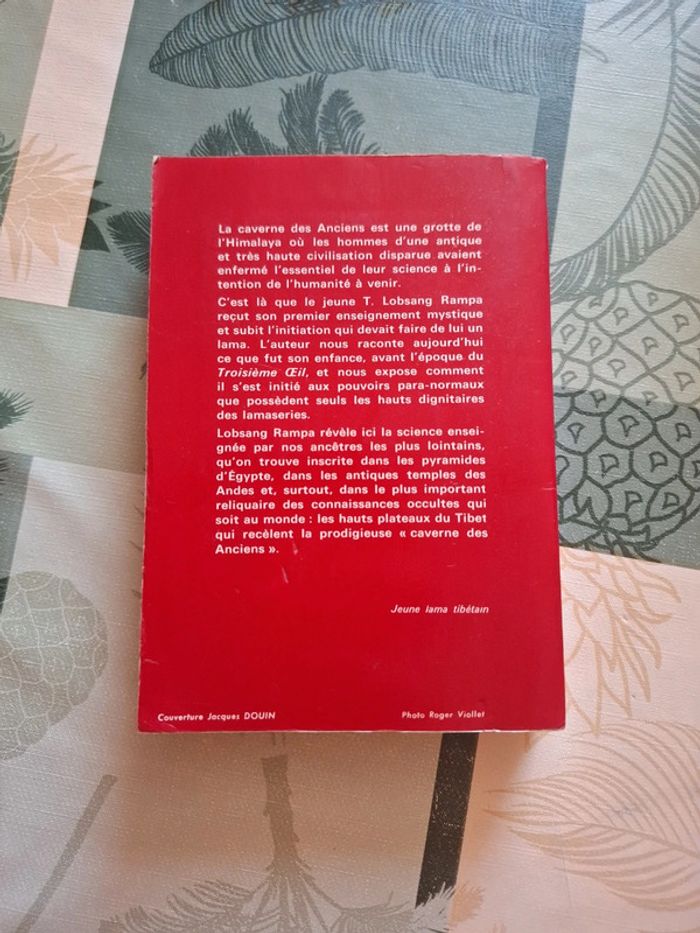 La caverne des Anciens est une grotte de
l'Himalaya où les hommes d'une antique
et très haute civilisation disparue avaient
enfermé l'essentiel de leur science à l'in-
tention de l'humanité à venir.
C'est là que le jeune T. Lobsang Rampa
reçut son premier enseignement mystique
et subit l'initiation qui devait faire de lui un
lama. L'auteur nous raconte aujourd'hui
ce que fut son enfance, avant l'époque du
Troisième Œil, et nous expose comment
il s'est initié aux pouvoirs para-normaux
que possèdent seuls les hauts dignitaires
des lamaseries.
Lobsang Rampa révèle ici la science ensei-
gnée par nos ancêtres les plus lointains,
qu'on trouve inscrite dans les pyramides
d'Égypte, dans les antiques temples des
Andes et, surtout, dans le plus important
reliquaire des connaissances occultes qui
soit au monde : les hauts plateaux du Tibet
qui recèlent la prodigieuse « caverne des
Anciens ».
Jeune lama tibétain
Couverture Jacques DOUIN
Photo Roger Viollet